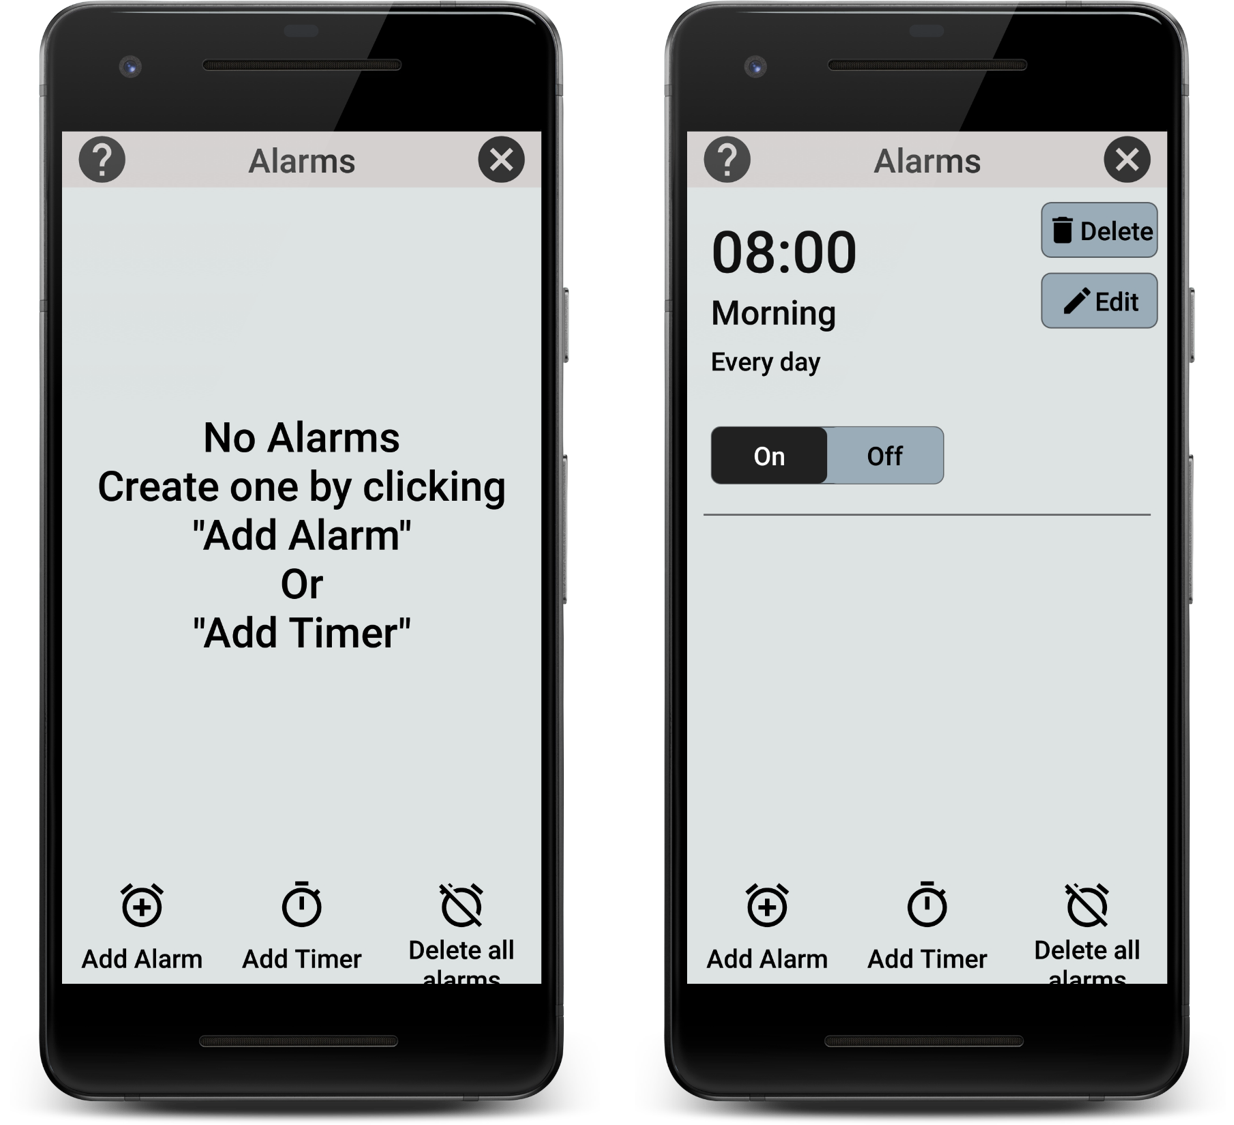 Alarms
No Alarms
Create one by clicking
"Add Alarm"
Or
"Add Timer"
Add Alarm
Add Timer
Delete all
alarms
Alarms
08:00
Delete
Edit
Morning
Every day
On
Off
Add Alarm
Add Timer
Delete all
alarms